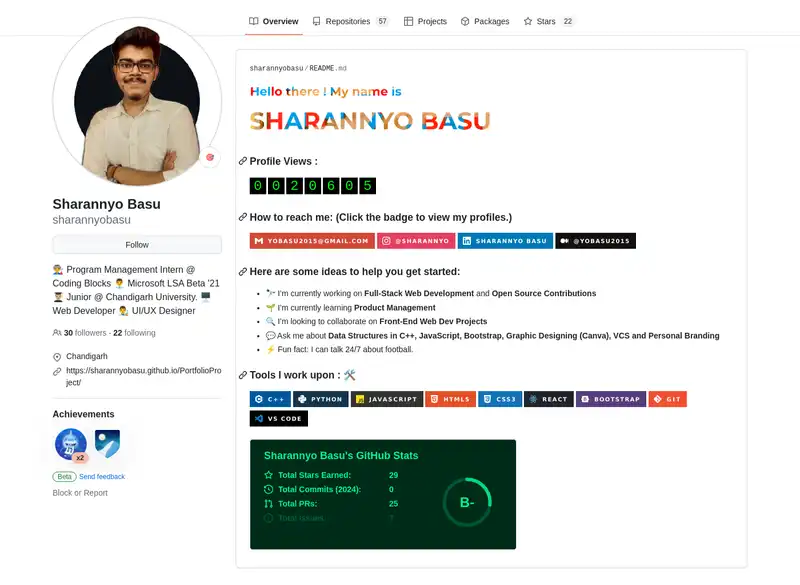 Overview Repositories 57 Projects Packages Stars 22
Sharannyo Basu
sharannyobasu
Follow
👨🏻‍🔧 Program Management Intern @
Coding Blocks 👨‍💼 Microsoft LSA Beta '21
👨🏻‍🎓 Junior @ Chandigarh University. 🖥️
Web Developer 👨‍🎨 UI/UX Designer
30 followers · 22 following
Chandigarh
https://sharannyobasu.github.io/PortfolioPro
ject/
Achievements
x2
Beta Send feedback
Block or Report
sharannyobasu/README.md
Hello there ! My name is
SHARANNYO BASU
Profile Views :
0020605
How to reach me: (Click the badge to view my profiles.)
YOBASU2015@GMAIL.COM @SHARANNYO SHARANNYO BASU @YOBASU2015
Here are some ideas to help you get started:
• 🔭 I'm currently working on Full-Stack Web Development and Open Source Contributions
• 🌱 I'm currently learning Product Management
• 🔍 I'm looking to collaborate on Front-End Web Dev Projects
• 💬 Ask me about Data Structures in C++, JavaScript, Bootstrap, Graphic Designing (Canva), VCS and Personal Branding
• ⚡ Fun fact: I can talk 24/7 about football.
Tools I work upon : 🛠️
C++ PYTHON JAVASCRIPT HTML5 CSS3 REACT BOOTSTRAP GIT
VS CODE
Sharannyo Basu's GitHub Stats
Total Stars Earned: 29
Total Commits (2024): 0
Total PRs: 25
Total Issues 7
B-